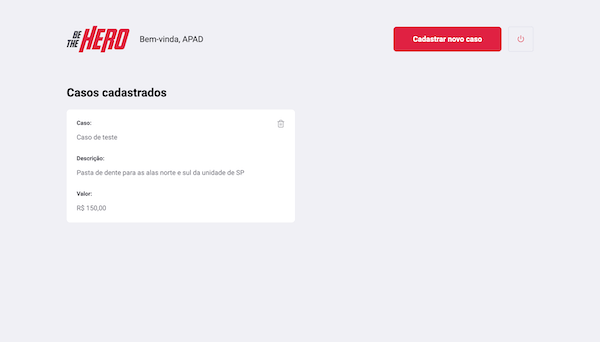 BE THE HERO
Bem-vinda, APAD
Cadastrar novo caso
Casos cadastrados
Caso:
Caso de teste
Descrição:
Pasta de dente para as alas norte e sul da unidade de SP
Valor:
R$ 150,00